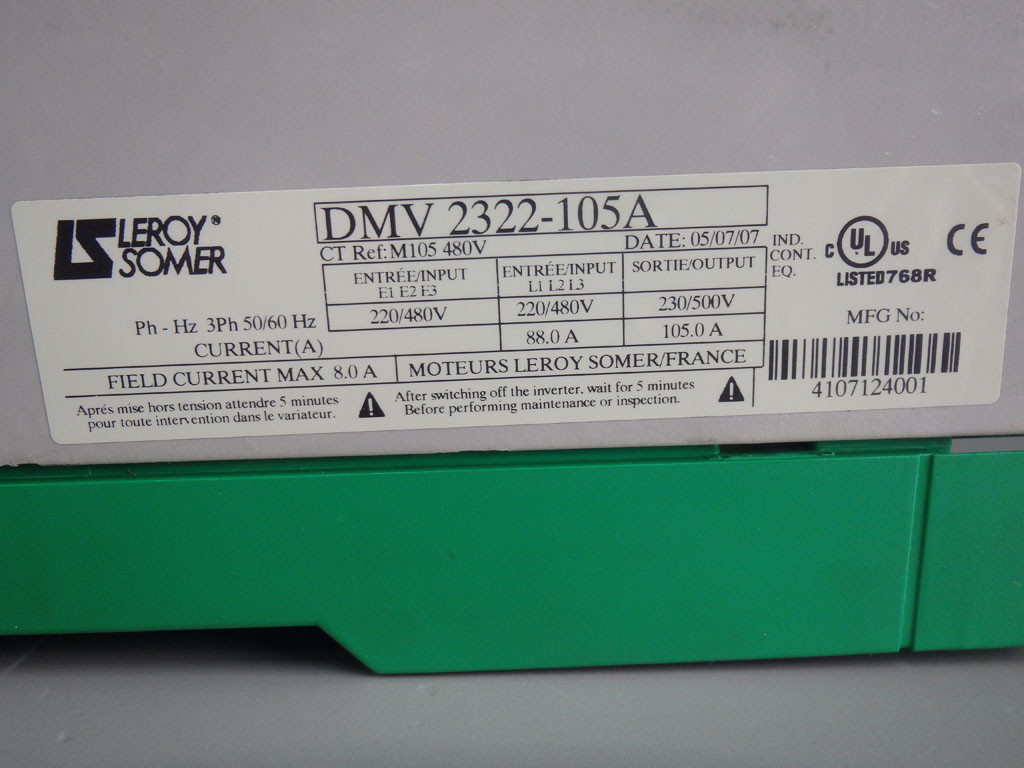 LEROY®
SOMER
DMV 2322-105A
CT Ref:M105 480V
DATE: 05/07/07
ENTRÉE/INPUT
E1 E2 E3
ENTRÉE/INPUT
L1 L2 L3
SORTIE/OUTPUT
Ph - Hz 3Ph 50/60 Hz
220/480V
220/480V
230/500V
CURRENT(A)
88.0 A
105.0 A
FIELD CURRENT MAX 8.0 A
MOTEURS LEROY SOMER/FRANCE
Aprés mise hors tension attendre 5 minutes
pour toute intervention dans le variateur.
After switching off the inverter. wait for 5 minutes
Before performing maintenance or inspection.
IND.
CONT.
EQ.
C UL US
LISTED 768R
CE
MFG No:
4107124001